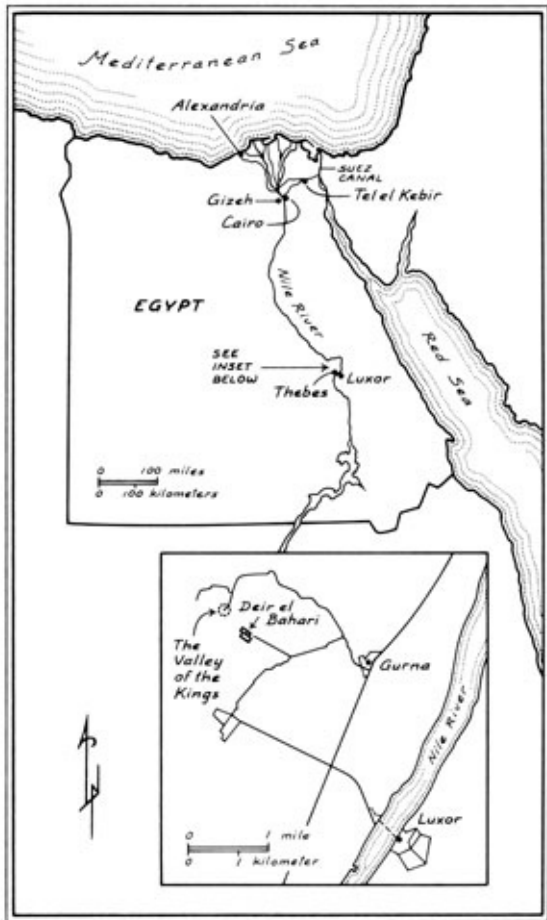 Mediterranean Sea
Alexandria
SUEZ
CANAL
Gizeh
Tel el Kebir
Cairo
Nile River
EGYPT
Red Sea
SEE
INSET
BELOW
Luxor
Thebes
0 100 miles
0 100 kilometers
Deir el
Bahari
The
Valley
of the
Kings
Gurna
Nile River
Luxor
0 1 mile
0 1 kilometer